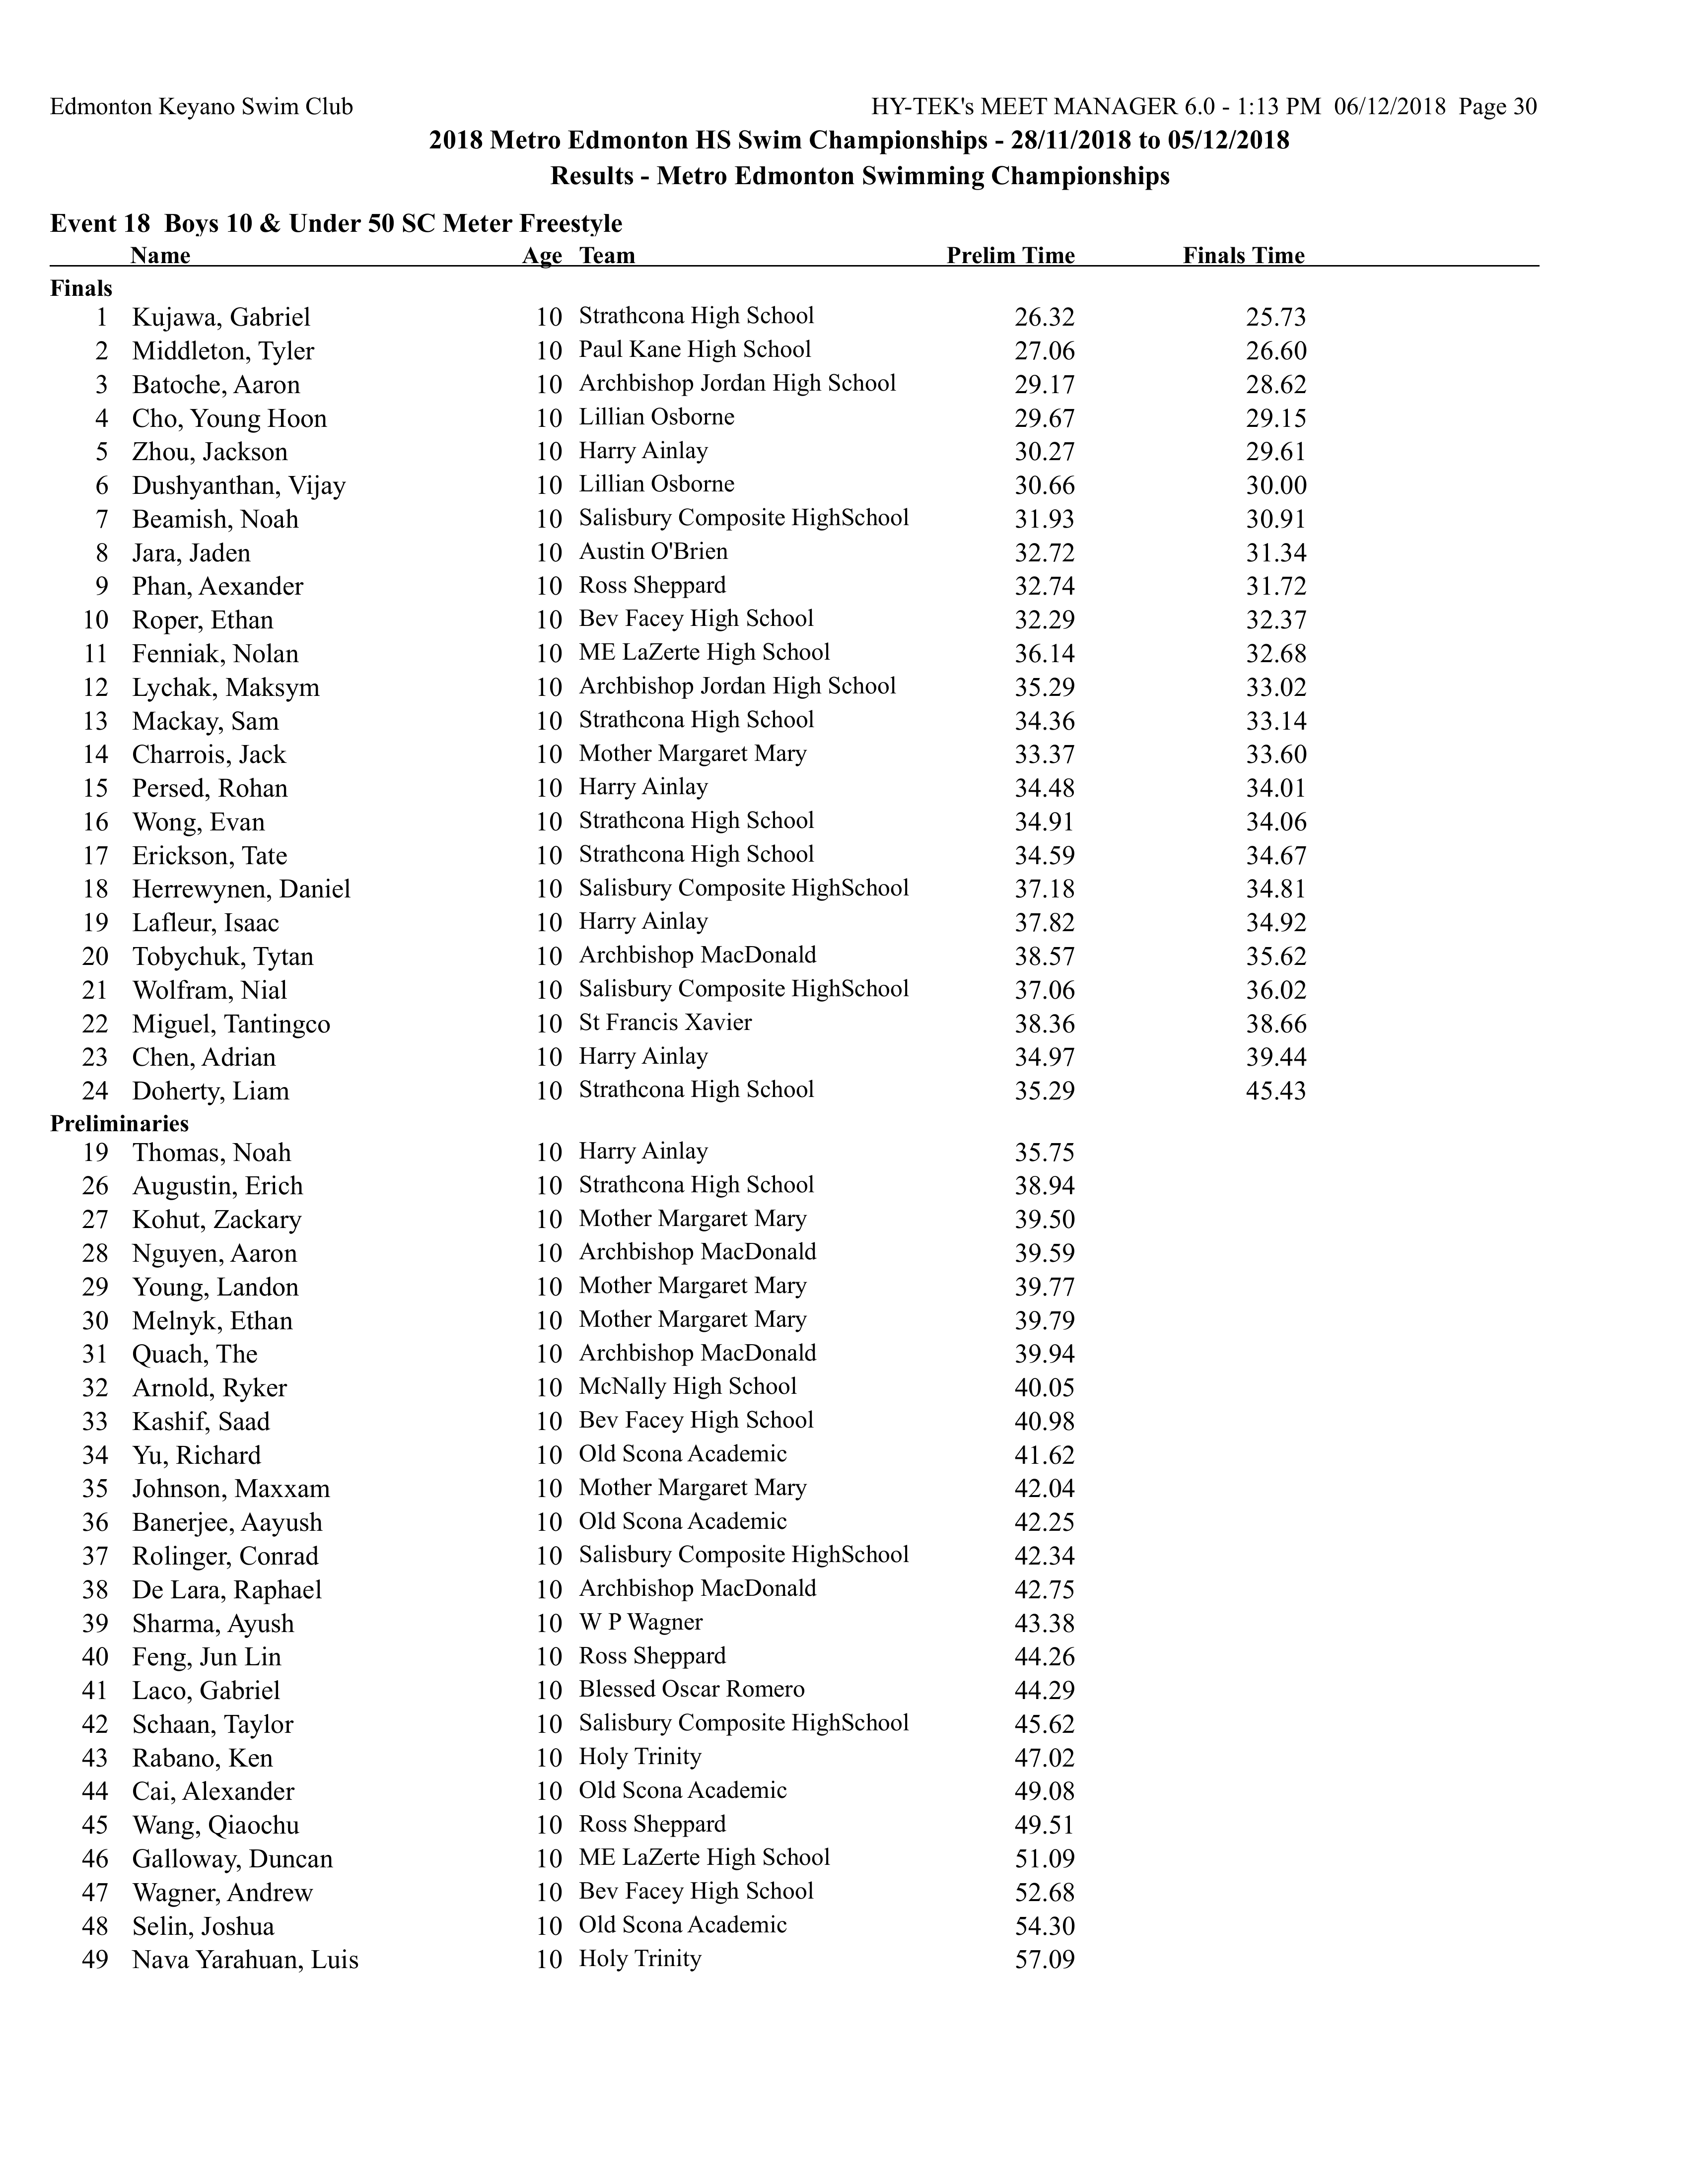 Edmonton Keyano Swim Club HY-TEK's MEET MANAGER 6.0 - 1:13 PM 06/12/2018 Page 30
2018 Metro Edmonton HS Swim Championships - 28/11/2018 to 05/12/2018
Results - Metro Edmonton Swimming Championships
Event 18 Boys 10 & Under 50 SC Meter Freestyle
Name Age Team Prelim Time Finals Time
Finals
1 Kujawa, Gabriel 10 Strathcona High School 26.32 25.73
2 Middleton, Tyler 10 Paul Kane High School 27.06 26.60
3 Batoche, Aaron 10 Archbishop Jordan High School 29.17 28.62
4 Cho, Young Hoon 10 Lillian Osborne 29.67 29.15
5 Zhou, Jackson 10 Harry Ainlay 30.27 29.61
6 Dushyanthan, Vijay 10 Lillian Osborne 30.66 30.00
7 Beamish, Noah 10 Salisbury Composite HighSchool 31.93 30.91
8 Jara, Jaden 10 Austin O'Brien 32.72 31.34
9 Phan, Aexander 10 Ross Sheppard 32.74 31.72
10 Roper, Ethan 10 Bev Facey High School 32.29 32.37
11 Fenniak, Nolan 10 ME LaZerte High School 36.14 32.68
12 Lychak, Maksym 10 Archbishop Jordan High School 35.29 33.02
13 Mackay, Sam 10 Strathcona High School 34.36 33.14
14 Charrois, Jack 10 Mother Margaret Mary 33.37 33.60
15 Persed, Rohan 10 Harry Ainlay 34.48 34.01
16 Wong, Evan 10 Strathcona High School 34.91 34.06
17 Erickson, Tate 10 Strathcona High School 34.59 34.67
18 Herrewynen, Daniel 10 Salisbury Composite HighSchool 37.18 34.81
19 Lafleur, Isaac 10 Harry Ainlay 37.82 34.92
20 Tobychuk, Tytan 10 Archbishop MacDonald 38.57 35.62
21 Wolfram, Nial 10 Salisbury Composite HighSchool 37.06 36.02
22 Miguel, Tantingco 10 St Francis Xavier 38.36 38.66
23 Chen, Adrian 10 Harry Ainlay 34.97 39.44
24 Doherty, Liam 10 Strathcona High School 35.29 45.43
Preliminaries
19 Thomas, Noah 10 Harry Ainlay 35.75
26 Augustin, Erich 10 Strathcona High School 38.94
27 Kohut, Zackary 10 Mother Margaret Mary 39.50
28 Nguyen, Aaron 10 Archbishop MacDonald 39.59
29 Young, Landon 10 Mother Margaret Mary 39.77
30 Melnyk, Ethan 10 Mother Margaret Mary 39.79
31 Quach, The 10 Archbishop MacDonald 39.94
32 Arnold, Ryker 10 McNally High School 40.05
33 Kashif, Saad 10 Bev Facey High School 40.98
34 Yu, Richard 10 Old Scona Academic 41.62
35 Johnson, Maxxam 10 Mother Margaret Mary 42.04
36 Banerjee, Aayush 10 Old Scona Academic 42.25
37 Rolinger, Conrad 10 Salisbury Composite HighSchool 42.34
38 De Lara, Raphael 10 Archbishop MacDonald 42.75
39 Sharma, Ayush 10 W P Wagner 43.38
40 Feng, Jun Lin 10 Ross Sheppard 44.26
41 Laco, Gabriel 10 Blessed Oscar Romero 44.29
42 Schaan, Taylor 10 Salisbury Composite HighSchool 45.62
43 Rabano, Ken 10 Holy Trinity 47.02
44 Cai, Alexander 10 Old Scona Academic 49.08
45 Wang, Qiaochu 10 Ross Sheppard 49.51
46 Galloway, Duncan 10 ME LaZerte High School 51.09
47 Wagner, Andrew 10 Bev Facey High School 52.68
48 Selin, Joshua 10 Old Scona Academic 54.30
49 Nava Yarahuan, Luis 10 Holy Trinity 57.09